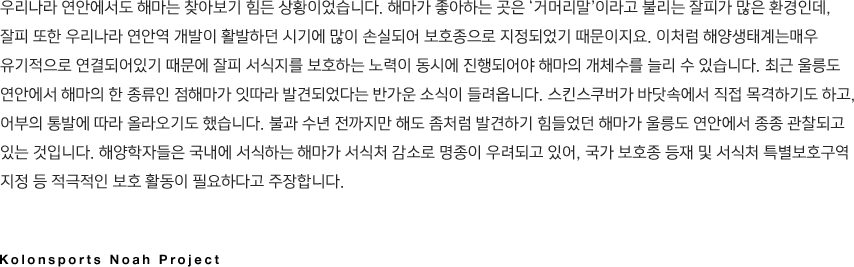 우리나라 연안에서도 해마는 찾아보기 힘든 상황이었습니다. 해마가 좋아하는 곳은 ‘거머리말’이라고 불리는 잘피가 많은 환경인데,
잘피 또한 우리나라 연안역 개발이 활발하던 시기에 많이 손실되어 보호종으로 지정되었기 때문이지요. 이처럼 해양생태계는매우
유기적으로 연결되어있기 때문에 잘피 서식지를 보호하는 노력이 동시에 진행되어야 해마의 개체수를 늘리 수 있습니다. 최근 울릉도
연안에서 해마의 한 종류인 점해마가 잇따라 발견되었다는 반가운 소식이 들려옵니다. 스킨스쿠버가 바닷속에서 직접 목격하기도 하고,
어부의 통발에 따라 올라오기도 했습니다. 불과 수년 전까지만 해도 좀처럼 발견하기 힘들었던 해마가 울릉도 연안에서 종종 관찰되고
있는 것입니다. 해양학자들은 국내에 서식하는 해마가 서식처 감소로 멸종이 우려되고 있어, 국가 보호종 등재 및 서식처 특별보호구역
지정 등 적극적인 보호 활동이 필요하다고 주장합니다.
Kolonsports Noah Project